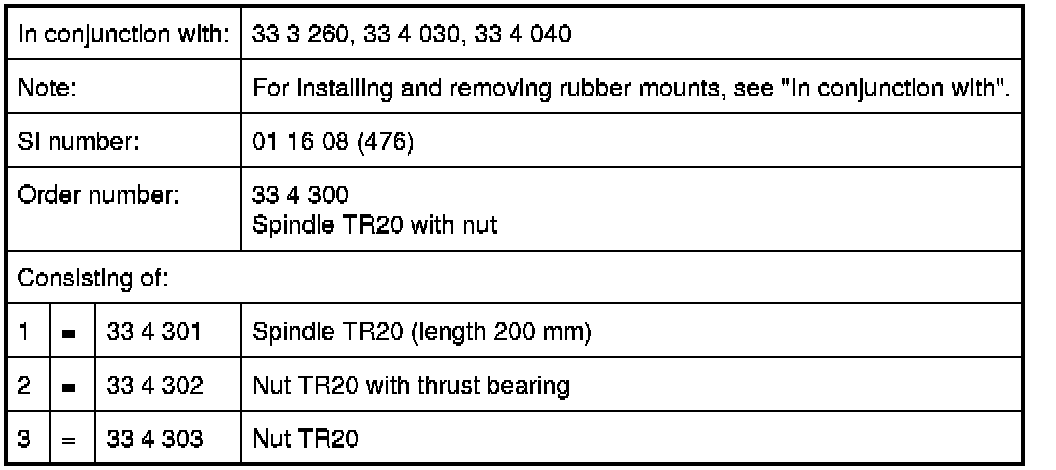 In conjunction with: 33 3 260, 33 4 030, 33 4 040
Note: For installing and removing rubber mounts, see "In conjunction with".
SI number: 01 16 08 (476)
Order number: 33 4 300
Spindle TR20 with nut
Consisting of:
1 = 33 4 301 Spindle TR20 (length 200 mm)
2 = 33 4 302 Nut TR20 with thrust bearing
3 = 33 4 303 Nut TR20